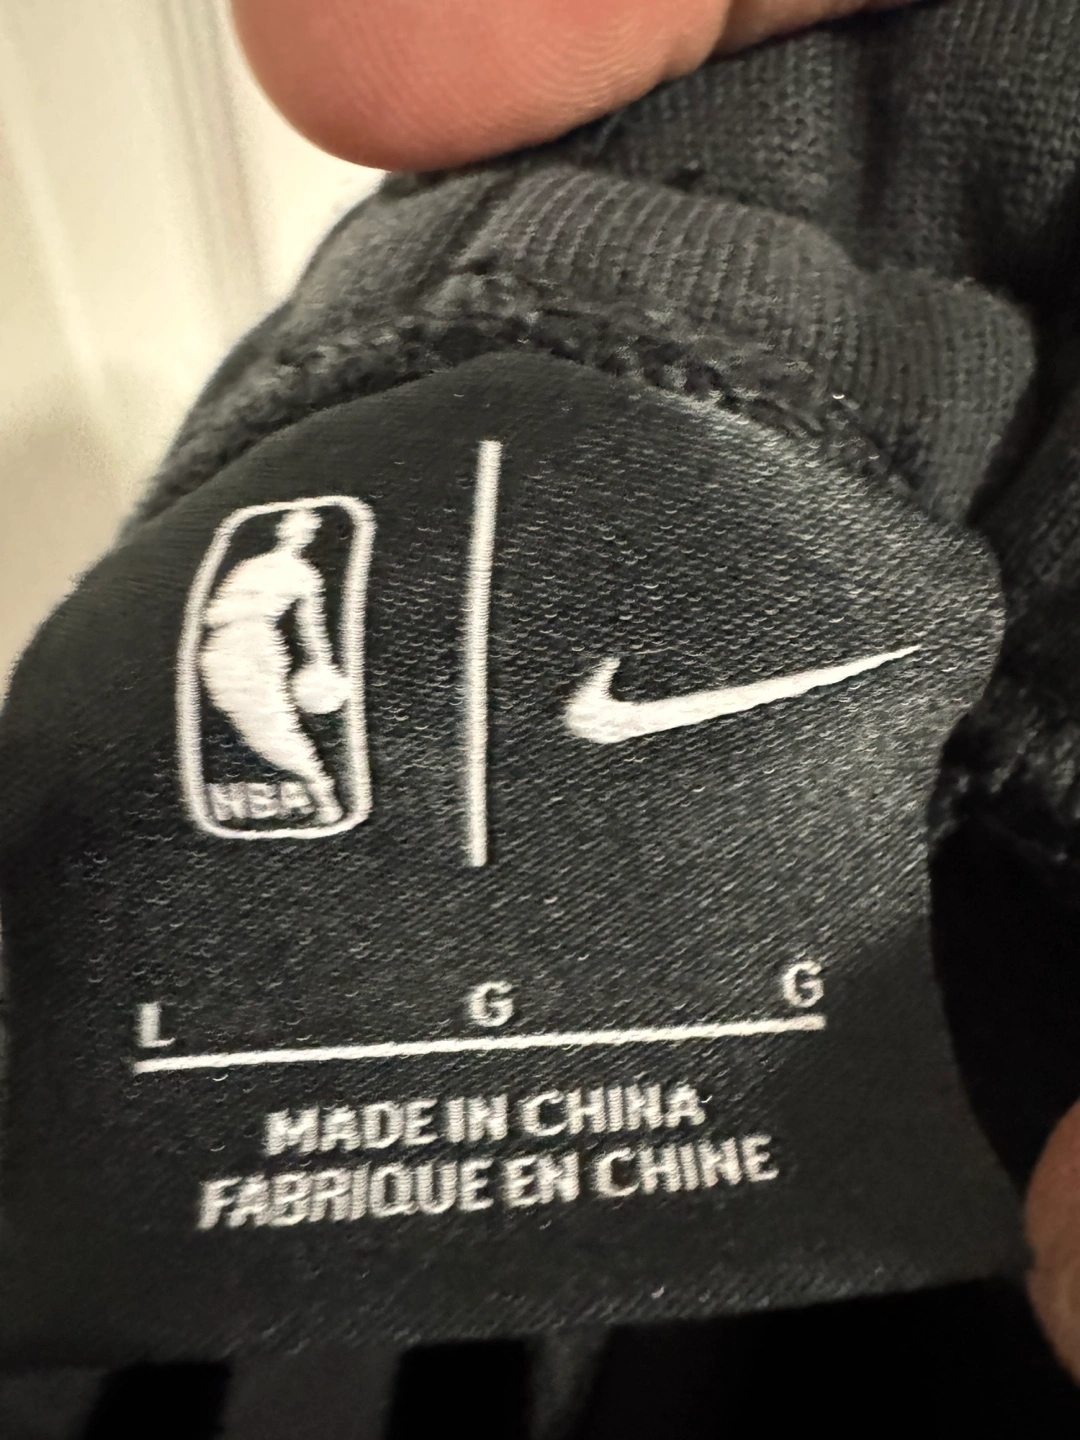 NBA
L G G
MADE IN CHINA
FABRIQUE EN CHINE